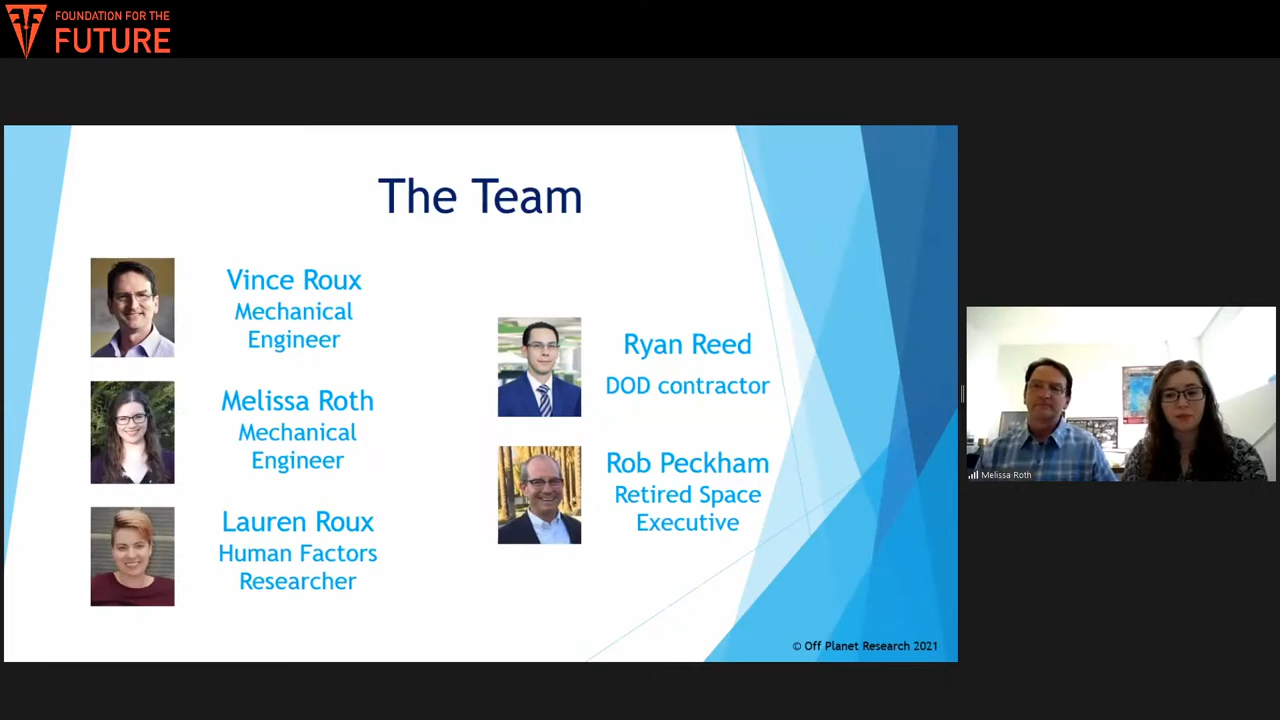 FOUNDATION FOR THE
FUTURE
The Team
Vince Roux
Mechanical
Engineer
Melissa Roth
Mechanical
Engineer
Lauren Roux
Human Factors
Researcher
Ryan Reed
DOD contractor
Rob Peckham
Retired Space
Executive
© Off Planet Research 2021
Melissa Roth